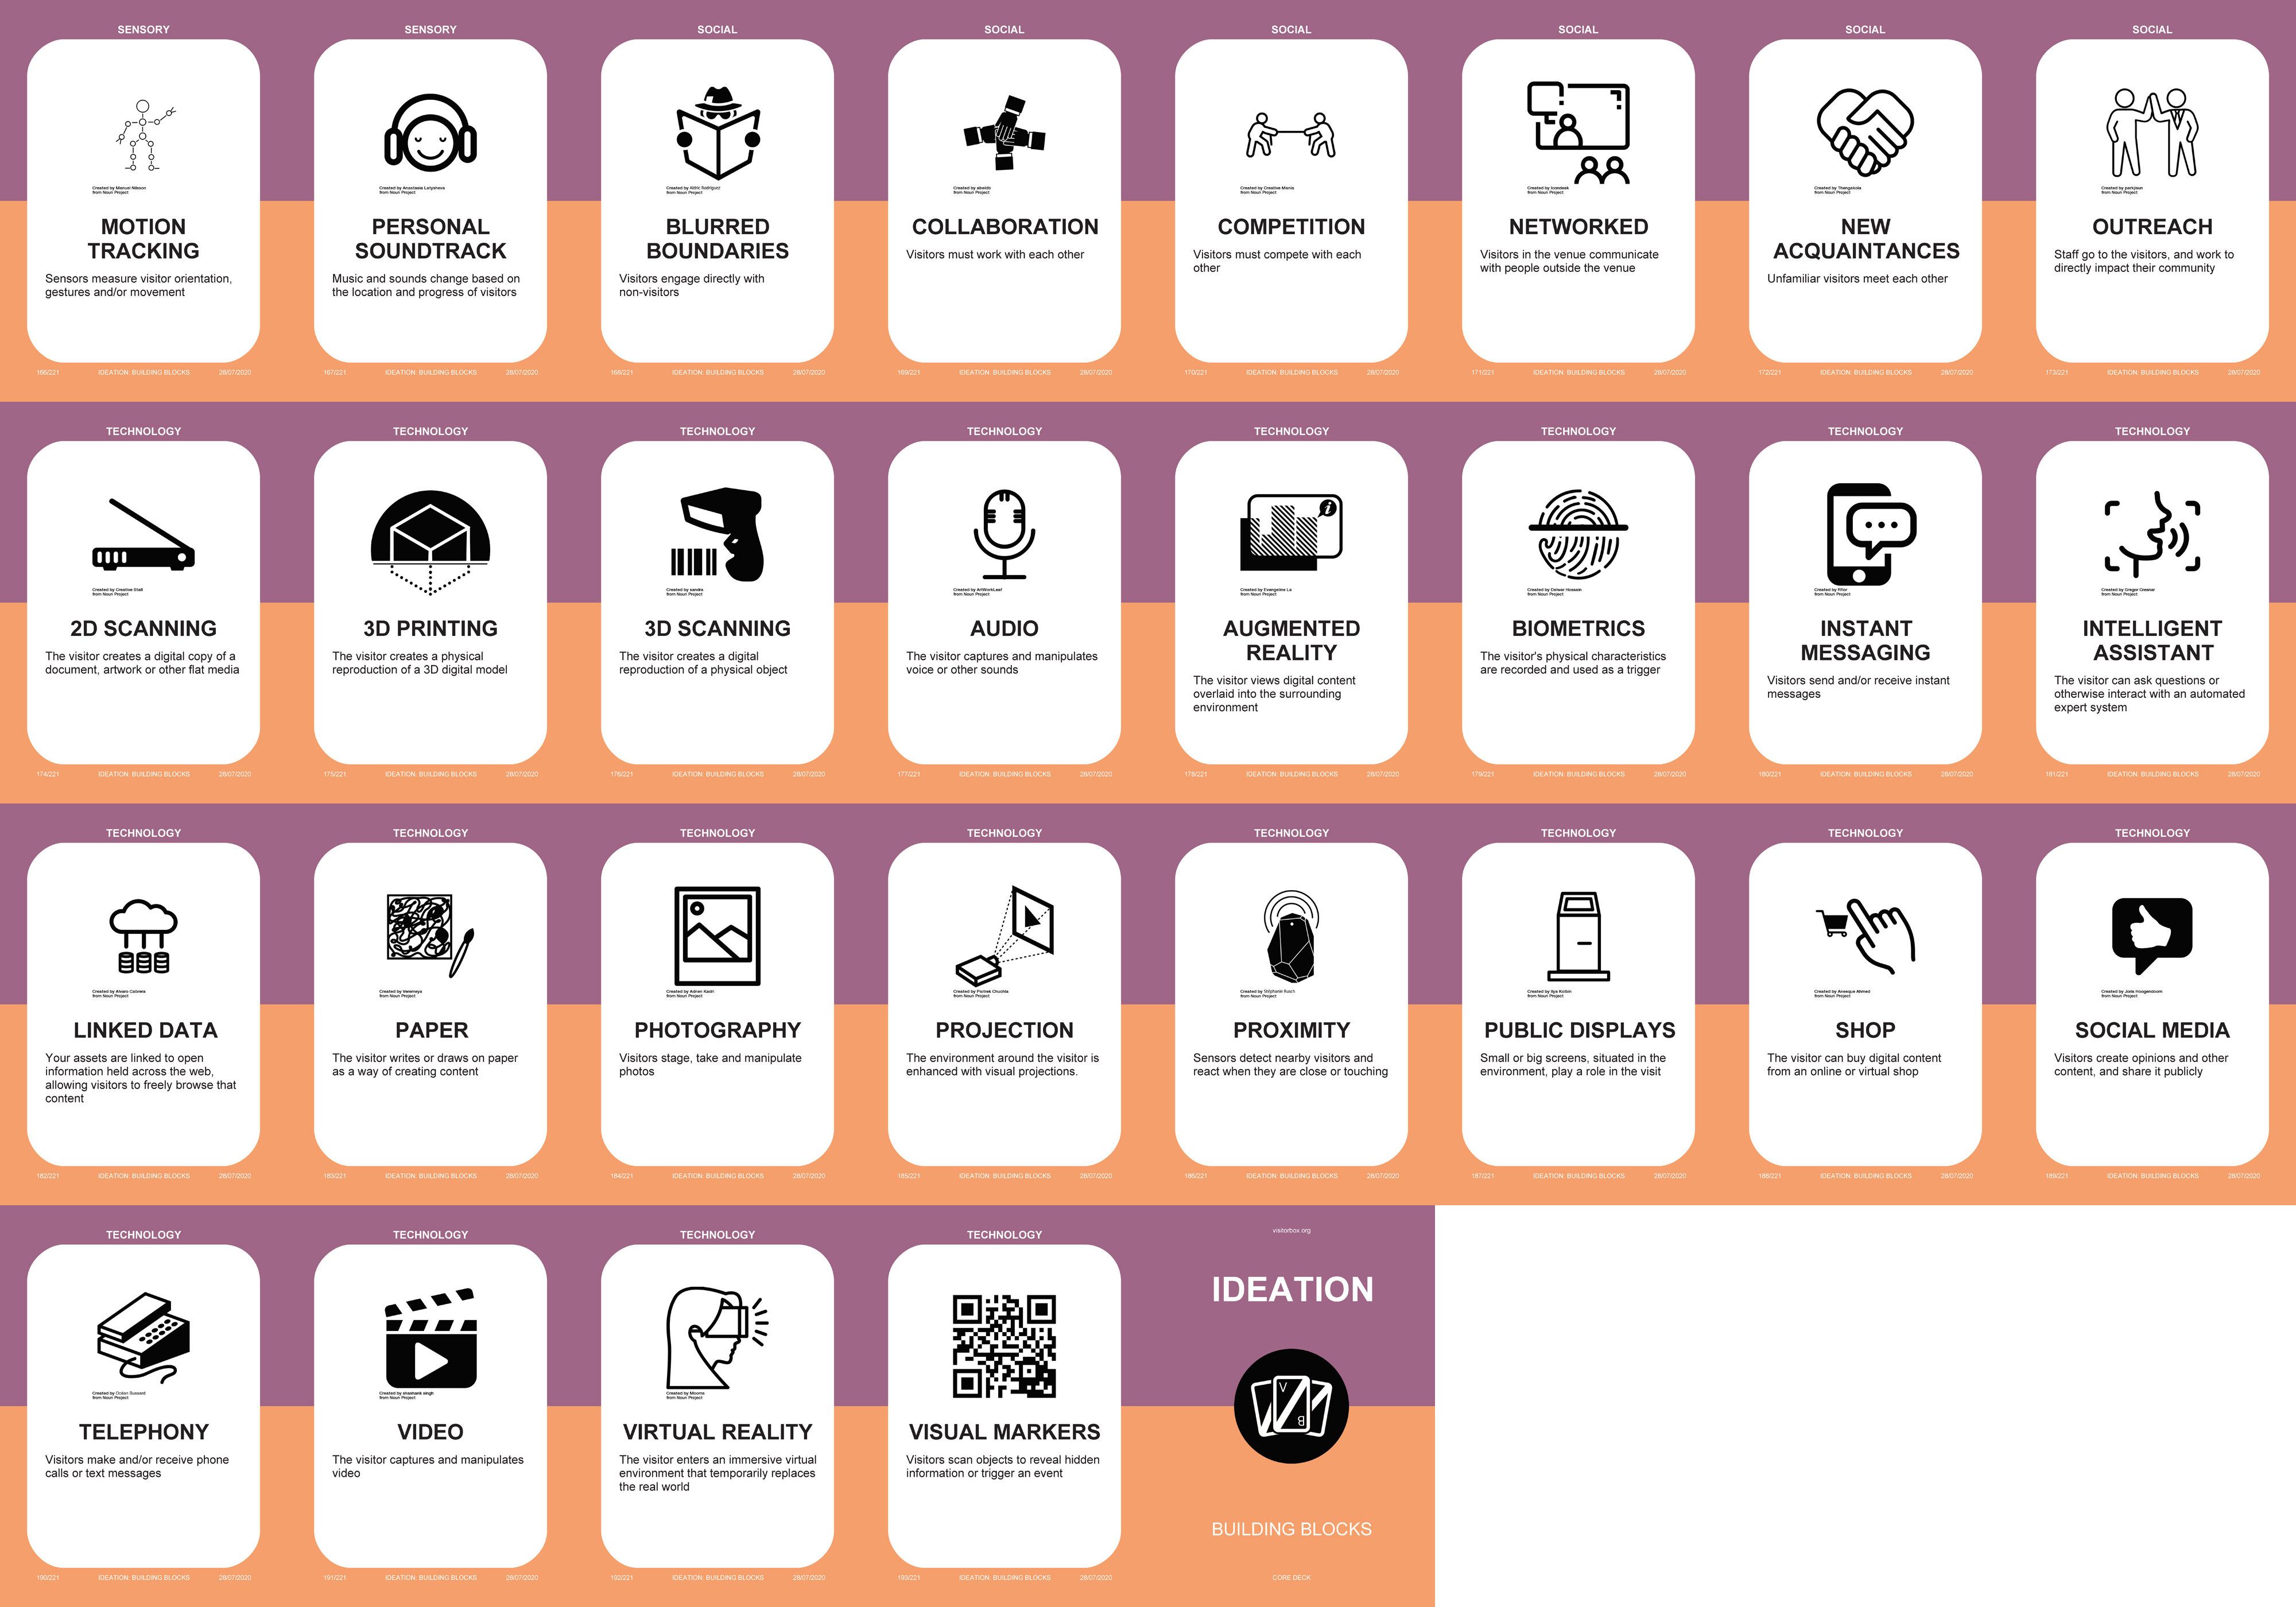 SENSORY
Created by Manuel Nilsson
from Noun Project
MOTION
TRACKING
Sensors measure visitor orientation,
gestures and/or movement
166/221 IDEATION: BUILDING BLOCKS 28/07/2020
SENSORY
Created by Anastasia Latysheva
from Noun Project
PERSONAL
SOUNDTRACK
Music and sounds change based on
the location and progress of visitors
167/221 IDEATION: BUILDING BLOCKS 28/07/2020
SOCIAL
Created by Aldric Rodríguez
from Noun Project
BLURRED
BOUNDARIES
Visitors engage directly with
non-visitors
168/221 IDEATION: BUILDING BLOCKS 28/07/2020
SOCIAL
Created by
from Noun Project
COLLABORATION
Visitors must work with each other
169/221 IDEATION: BUILDING BLOCKS 28/07/2020
SOCIAL
Created by Creative Mania
from Noun Project
COMPETITION
Visitors must compete with each
other
170/221 IDEATION: BUILDING BLOCKS 28/07/2020
SOCIAL
Created by Icondesk
from Noun Project
NETWORKED
Visitors in the venue communicate
with people outside the venue
171/221 IDEATION: BUILDING BLOCKS 28/07/2020
SOCIAL
Created by
from Noun Project
NEW
ACQUAINTANCES
Unfamiliar visitors meet each other
172/221 IDEATION: BUILDING BLOCKS 28/07/2020
SOCIAL
Created by parkjisun
from Noun Project
OUTREACH
Staff go to the visitors, and work to
directly impact their community
173/221 IDEATION: BUILDING BLOCKS 28/07/2020
TECHNOLOGY
Created by Creative Stall
from Noun Project
2D SCANNING
The visitor creates a digital copy of a
document, artwork or other flat media
174/221 IDEATION: BUILDING BLOCKS 28/07/2020
TECHNOLOGY
3D PRINTING
The visitor creates a physical
reproduction of a 3D digital model
175/221 IDEATION: BUILDING BLOCKS 28/07/2020
TECHNOLOGY
Created by sandra
from Noun Project
3D SCANNING
The visitor creates a digital
reproduction of a physical object
176/221 IDEATION: BUILDING BLOCKS 28/07/2020
TECHNOLOGY
Created by ArtWorkLeaf
from Noun Project
AUDIO
The visitor captures and manipulates
voice or other sounds
177/221 IDEATION: BUILDING BLOCKS 28/07/2020
TECHNOLOGY
Created by Evangeline La
from Noun Project
AUGMENTED
REALITY
The visitor views digital content
overlaid into the surrounding
environment
178/221 IDEATION: BUILDING BLOCKS 28/07/2020
TECHNOLOGY
Created by Delwar Hossain
from Noun Project
BIOMETRICS
The visitor's physical characteristics
are recorded and used as a trigger
179/221 IDEATION: BUILDING BLOCKS 28/07/2020
TECHNOLOGY
Created by
from Noun Project
INSTANT
MESSAGING
Visitors send and/or receive instant
messages
180/221 IDEATION: BUILDING BLOCKS 28/07/2020
TECHNOLOGY
Created by Gregor Cresnar
from Noun Project
INTELLIGENT
ASSISTANT
The visitor can ask questions or
otherwise interact with an automated
expert system
181/221 IDEATION: BUILDING BLOCKS 28/07/2020
TECHNOLOGY
Created by Alvaro Cabrera
from Noun Project
LINKED DATA
Your assets are linked to open
information held across the web,
allowing visitors to freely browse that
content
182/221 IDEATION: BUILDING BLOCKS 28/07/2020
TECHNOLOGY
Created by
from Noun Project
PAPER
The visitor writes or draws on paper
as a way of creating content
183/221 IDEATION: BUILDING BLOCKS 28/07/2020
TECHNOLOGY
Created by Adnen Kadri
from Noun Project
PHOTOGRAPHY
Visitors stage, take and manipulate
photos
184/221 IDEATION: BUILDING BLOCKS 28/07/2020
TECHNOLOGY
Created by Piotrek Chuchla
from Noun Project
PROJECTION
The environment around the visitor is
enhanced with visual projections.
185/221 IDEATION: BUILDING BLOCKS 28/07/2020
TECHNOLOGY
Created by Stéphanie Rusch
from Noun Project
PROXIMITY
Sensors detect nearby visitors and
react when they are close or touching
186/221 IDEATION: BUILDING BLOCKS 28/07/2020
TECHNOLOGY
Created by Ilya Kotkin
from Noun Project
PUBLIC DISPLAYS
Small or big screens, situated in the
environment, play a role in the visit
187/221 IDEATION: BUILDING BLOCKS 28/07/2020
TECHNOLOGY
Created by Aneeque Ahmed
from Noun Project
SHOP
The visitor can buy digital content
from an online or virtual shop
188/221 IDEATION: BUILDING BLOCKS 28/07/2020
TECHNOLOGY
Created by Joris Hoogendoorn
from Noun Project
SOCIAL MEDIA
Visitors create opinions and other
content, and share it publicly
189/221 IDEATION: BUILDING BLOCKS 28/07/2020
TECHNOLOGY
Created by
from Noun Project
TELEPHONY
Visitors make and/or receive phone
calls or text messages
190/221 IDEATION: BUILDING BLOCKS 28/07/2020
TECHNOLOGY
Created by shashank singh
from Noun Project
VIDEO
The visitor captures and manipulates
video
191/221 IDEATION: BUILDING BLOCKS 28/07/2020
TECHNOLOGY
Created by
from Noun Project
VIRTUAL REALITY
The visitor enters an immersive virtual
environment that temporarily replaces
the real world
192/221 IDEATION: BUILDING BLOCKS 28/07/2020
TECHNOLOGY
VISUAL MARKERS
Visitors scan objects to reveal hidden
information or trigger an event
193/221 IDEATION: BUILDING BLOCKS 28/07/2020
visitorbox.org
IDEATION
V
B
BUILDING BLOCKS
CORE DECK